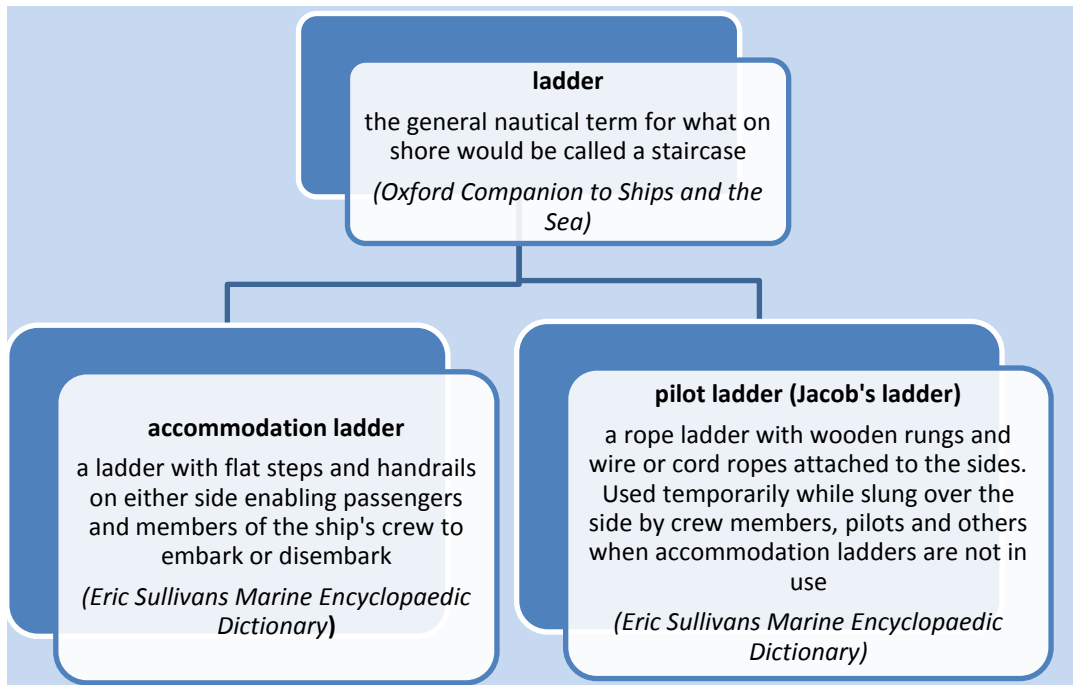 ladder
the general nautical term for what on
shore would be called a staircase
(Oxford Companion to Ships and the
Sea)
accommodation ladder
a ladder with flat steps and handrails
on either side enabling passengers
and members of the ship's crew to
embark or disembark
(Eric Sullivans Marine Encyclopaedic
Dictionary)
pilot ladder (Jacob's ladder)
a rope ladder with wooden rungs and
wire or cord ropes attached to the sides.
Used temporarily while slung over the
side by crew members, pilots and others
when accommodation ladders are not in
use
(Eric Sullivans Marine Encyclopaedic
Dictionary)